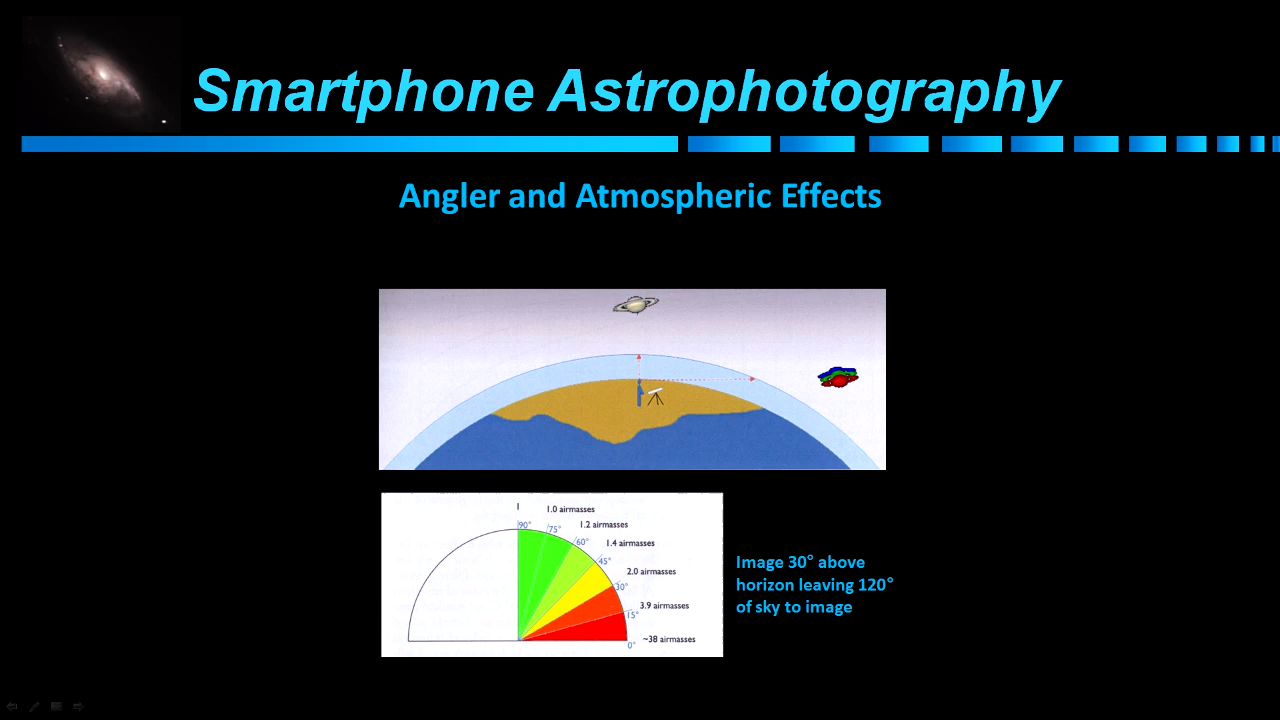 Smartphone Astrophotography
Angler and Atmospheric Effects
1 1.0 airmasses
90° 75° 1.2 airmasses
60° 1.4 airmasses
45°
2.0 airmasses
30°
3.9 airmasses
15°
~38 airmasses
0°
Image 30° above
horizon leaving 120°
of sky to image